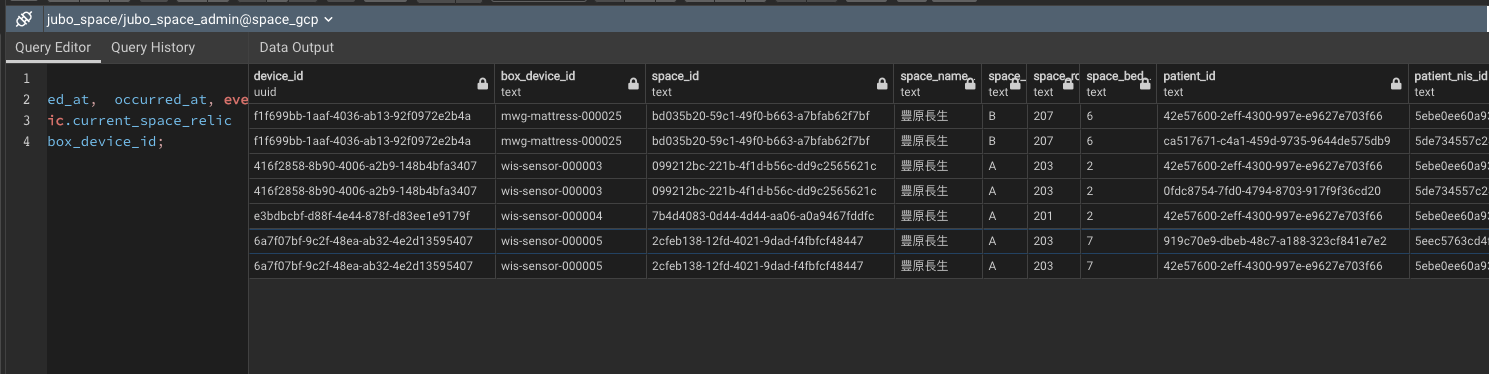 jubo_space/jubo_space_admin@space_gcp
Query Editor Query History Data Output
device_id box_device_id space_id space_name space_ space_ro space_bed patient_id patient_nis_id
uuid text text text text text text text text
1
2 ed_at, occurred_at, eve
3 ic.current_space_relic
4 box_device_id;
f1f699bb-1aaf-4036-ab13-92f0972e2b4a mwg-mattress-000025 bd035b20-59c1-49f0-b663-a7bfab62f7bf 豐原長生 B 207 6 42e57600-2eff-4300-997e-e9627e703f66 5ebe0ee60a93
f1f699bb-1aaf-4036-ab13-92f0972e2b4a mwg-mattress-000025 bd035b20-59c1-49f0-b663-a7bfab62f7bf 豐原長生 B 207 6 ca517671-c4a1-459d-9735-9644de575db9 5de734557c2
416f2858-8b90-4006-a2b9-148b4bfa3407 wis-sensor-000003 099212bc-221b-4f1d-b56c-dd9c2565621c 豐原長生 A 203 2 42e57600-2eff-4300-997e-e9627e703f66 5ebe0ee60a93
416f2858-8b90-4006-a2b9-148b4bfa3407 wis-sensor-000003 099212bc-221b-4f1d-b56c-dd9c2565621c 豐原長生 A 203 2 0fdc8754-7fd0-4794-8703-917f9f36cd20 5de734557c2
e3bdbcbf-d88f-4e44-878f-d83ee1e9179f wis-sensor-000004 7b4d4083-0d44-4d44-aa06-a0a9467fddfc 豐原長生 A 201 2 42e57600-2eff-4300-997e-e9627e703f66 5ebe0ee60a93
6a7f07bf-9c2f-48ea-ab32-4e2d13595407 wis-sensor-000005 2cfeb138-12fd-4021-9dad-f4fbfcf48447 豐原長生 A 203 7 919c70e9-dbeb-48c7-a188-323cf841e7e2 5eec5763cd4
6a7f07bf-9c2f-48ea-ab32-4e2d13595407 wis-sensor-000005 2cfeb138-12fd-4021-9dad-f4fbfcf48447 豐原長生 A 203 7 42e57600-2eff-4300-997e-e9627e703f66 5ebe0ee60a93